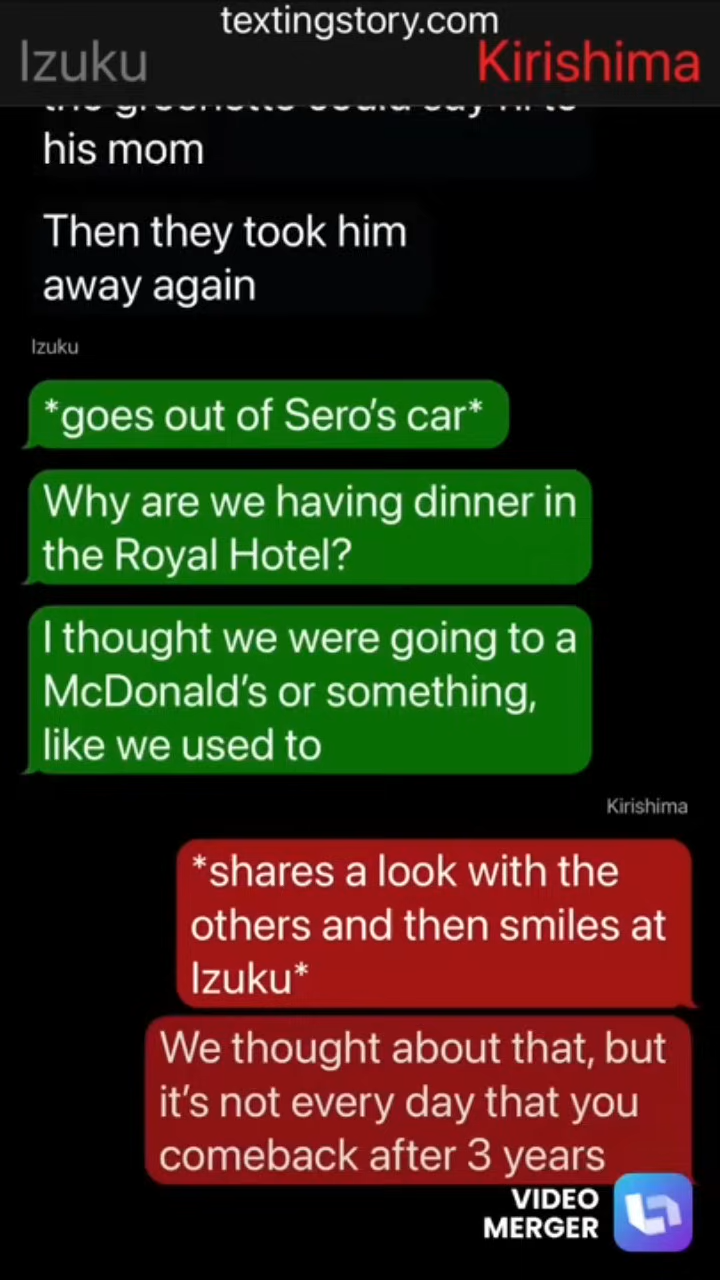 textingstory.com
Izuku
Kirishima
his mom
Then they took him
away again
Izuku
*goes out of Sero's car*
Why are we having dinner in
the Royal Hotel?
I thought we were going to a
McDonald's or something,
like we used to
Kirishima
*shares a look with the
others and then smiles at
Izuku*
We thought about that, but
it's not every day that you
comeback after 3 years
VIDEO
MERGER